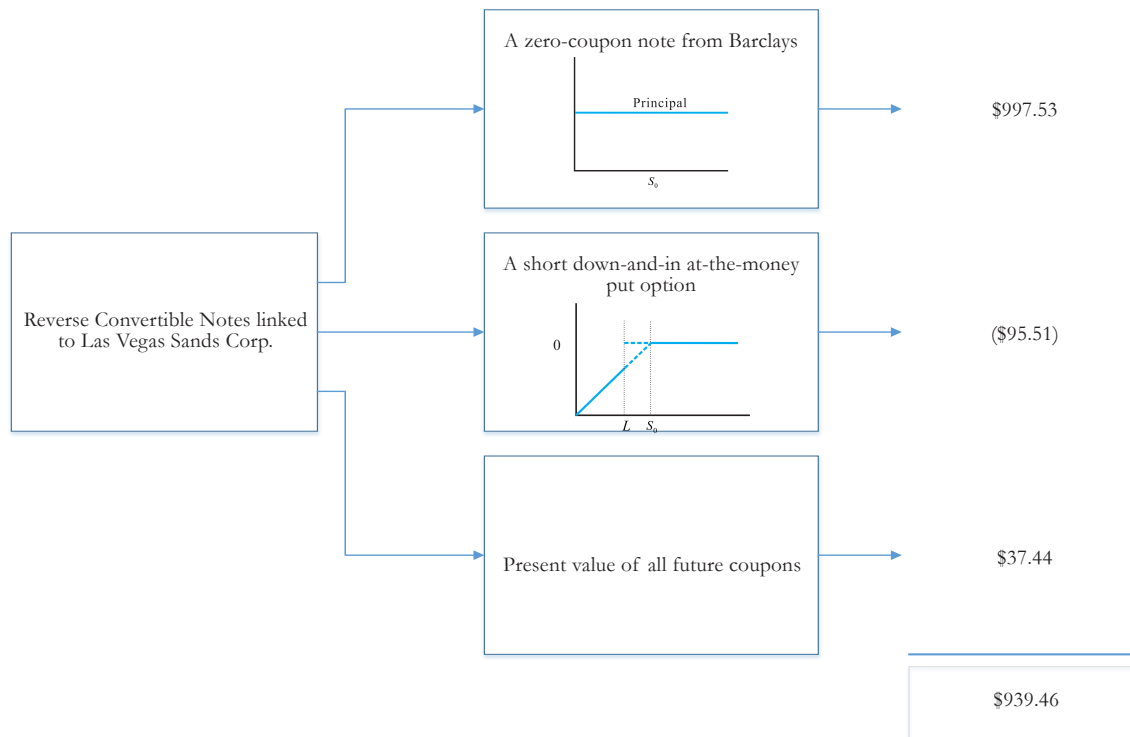 A zero-coupon note from Barclays
Principal
S₀
$997.53
Reverse Convertible Notes linked
to Las Vegas Sands Corp.
A short down-and-in at-the-money
put option
0
L S₀
($95.51)
Present value of all future coupons
$37.44
$939.46